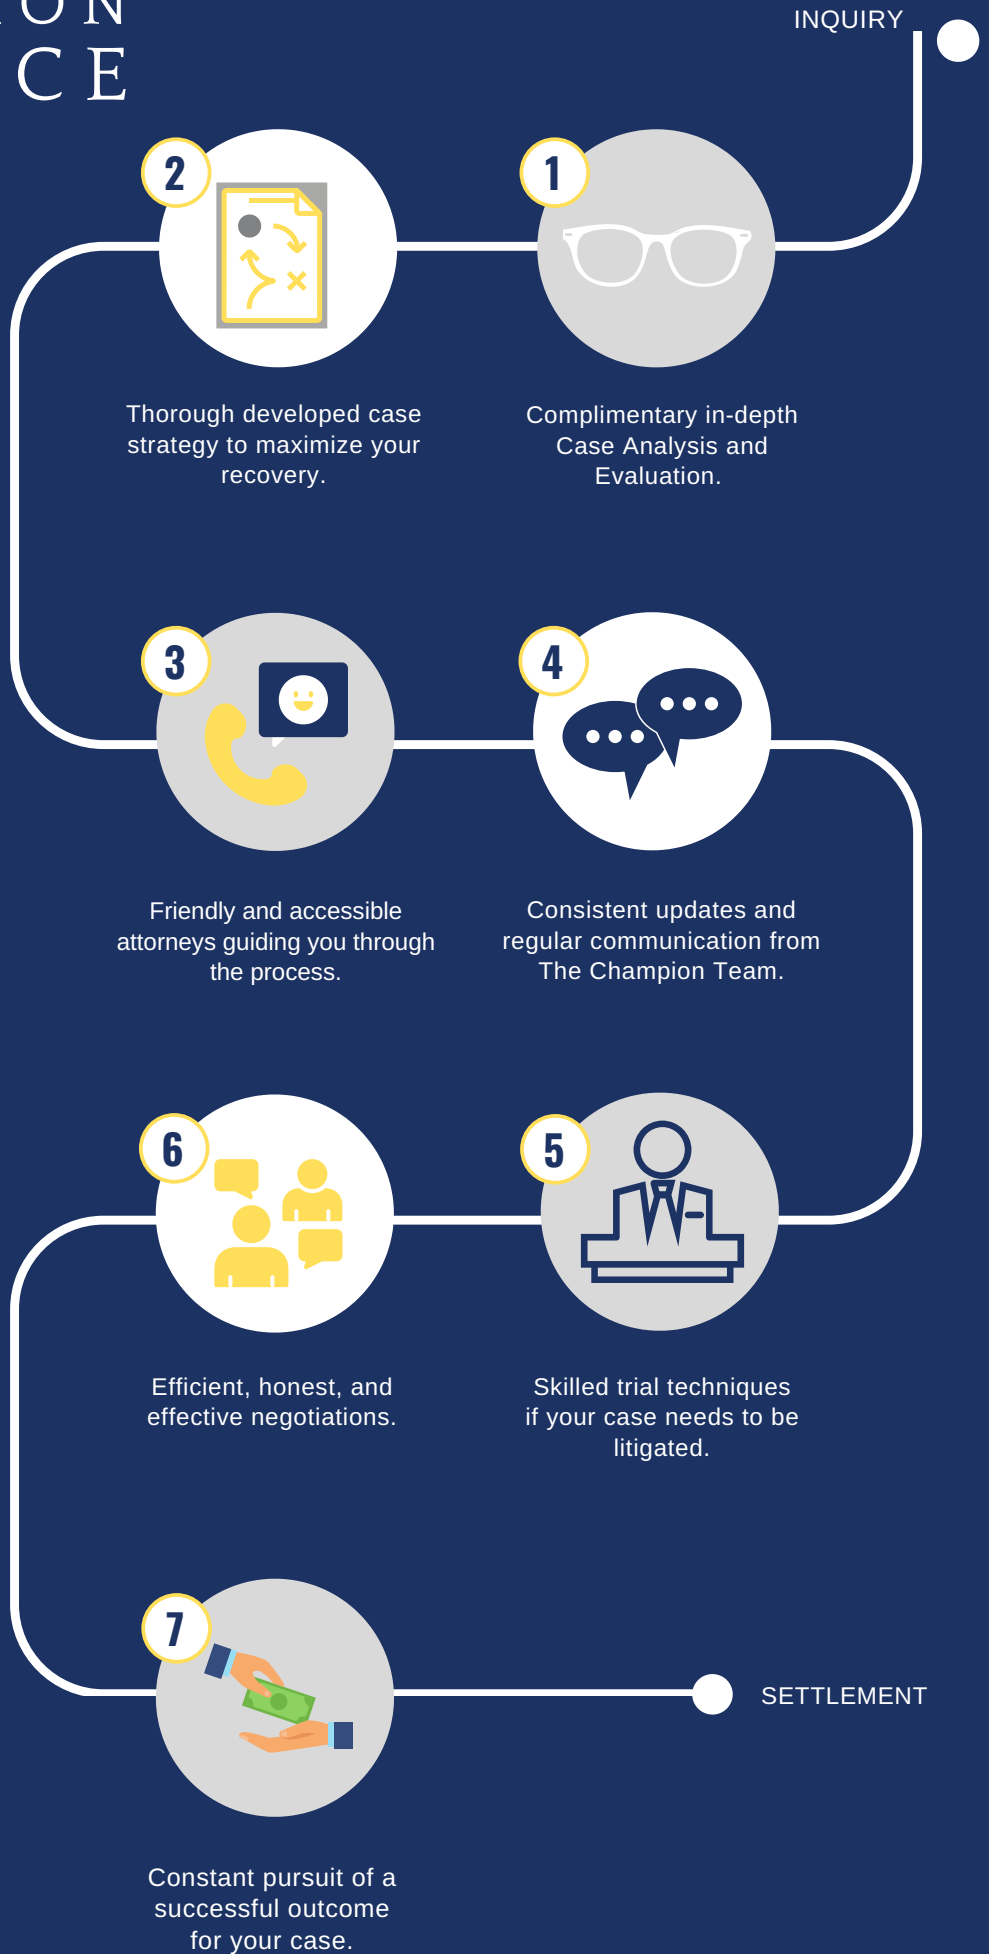 ON
CE
INQUIRY
1
Complimentary in-depth
Case Analysis and
Evaluation.
2
Thorough developed case
strategy to maximize your
recovery.
3
Friendly and accessible
attorneys guiding you through
the process.
4
Consistent updates and
regular communication from
The Champion Team.
5
Skilled trial techniques
if your case needs to be
litigated.
6
Efficient, honest, and
effective negotiations.
7
SETTLEMENT
Constant pursuit of a
successful outcome
for your case.